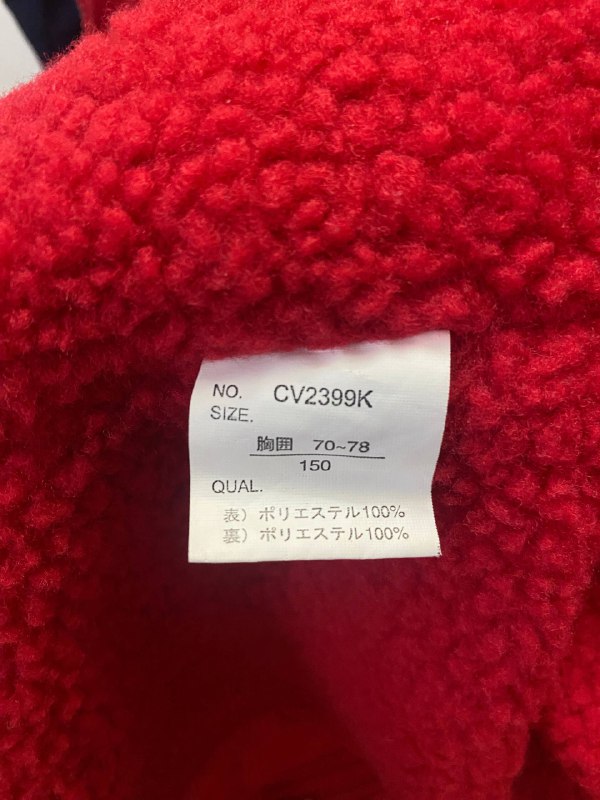 NO. CV2399K
SIZE.
胸囲 70~78
150
QUAL.
表) ポリエステル100%
裏) ポリエステル100%